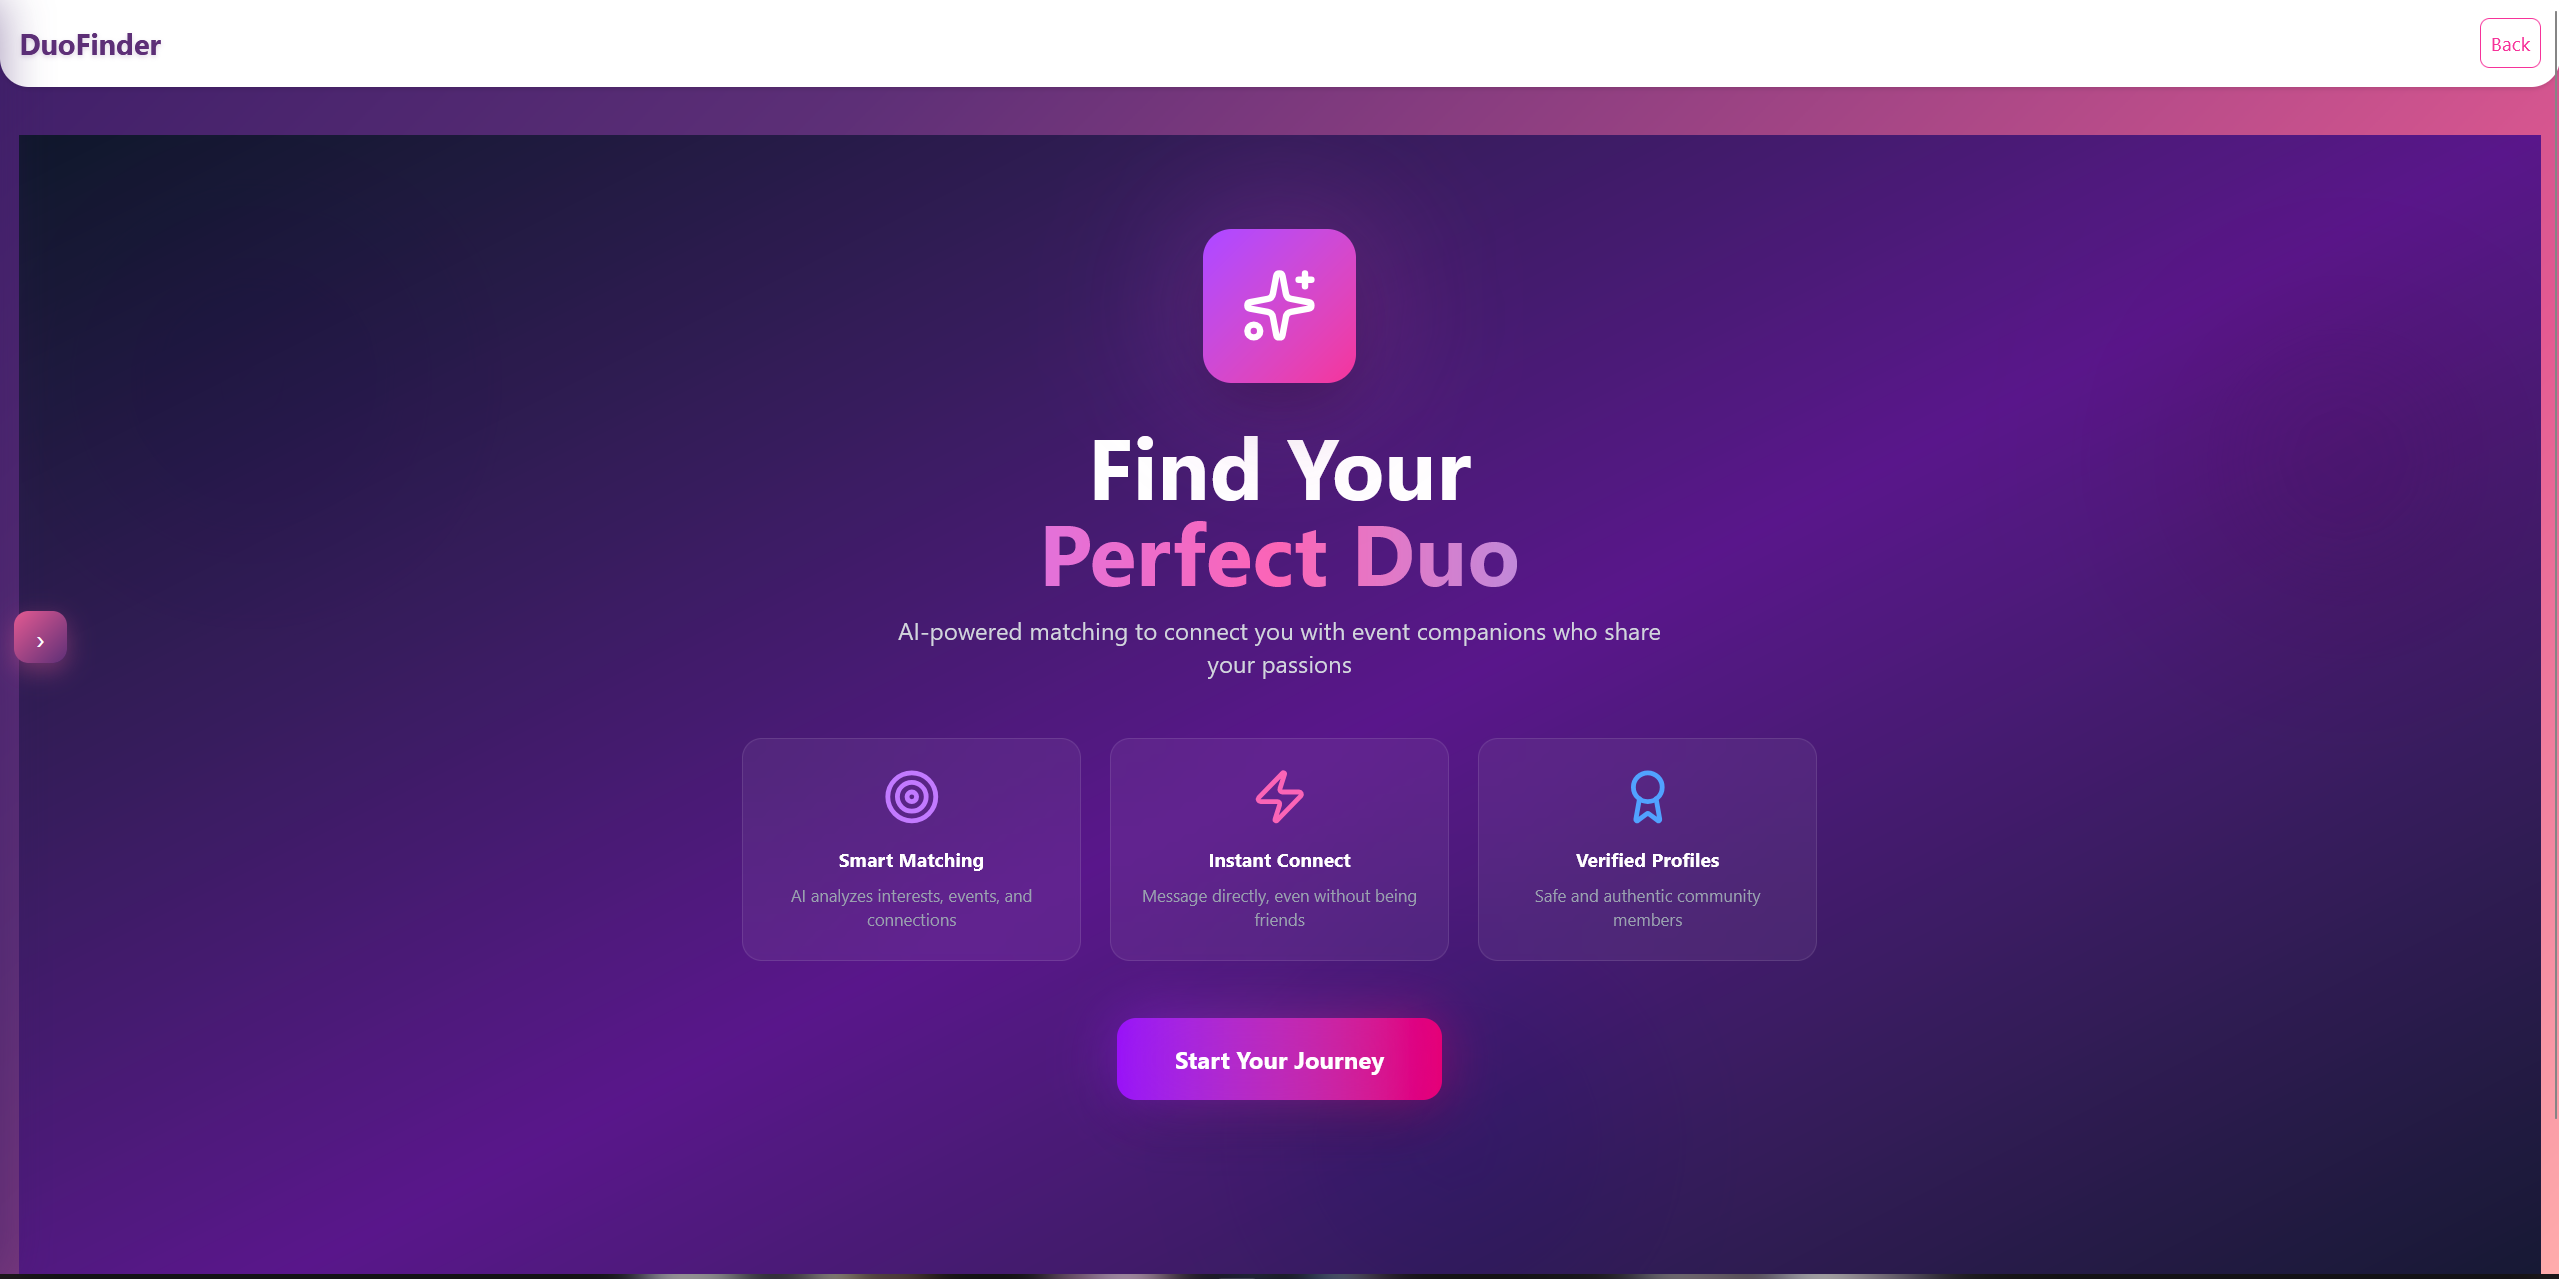 DuoFinder
Back
Find Your
Perfect Duo
AI-powered matching to connect you with event companions who share
your passions
›
Smart Matching
AI analyzes interests, events, and
connections
Instant Connect
Message directly, even without being
friends
Verified Profiles
Safe and authentic community
members
Start Your Journey